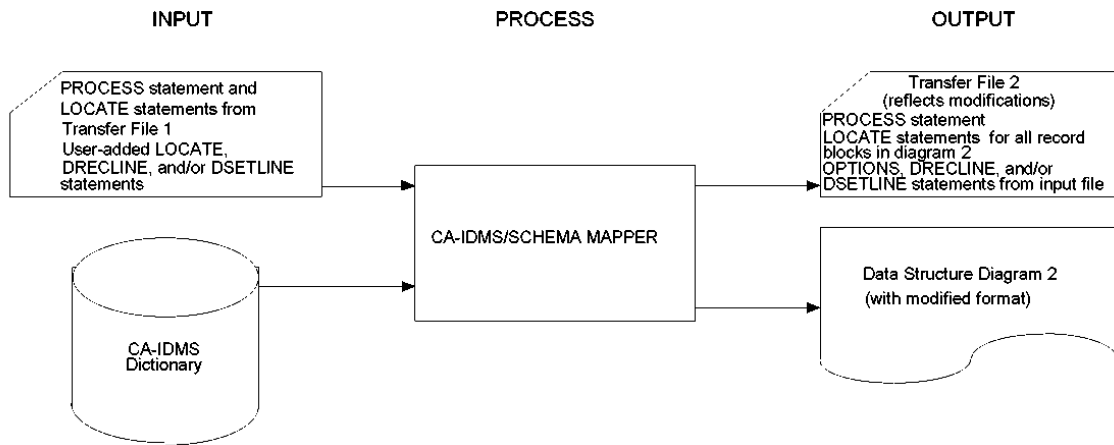 INPUT
PROCESS
OUTPUT
PROCESS statement and
LOCATE statements from
Transfer File 1
User-added LOCATE,
DRECLINE, and/or DSETLINE
statements
CA-IDMS
Dictionary
CA-IDMS/SCHEMA MAPPER
Transfer File 2
(reflects modifications)
PROCESS statement
LOCATE statements for all record
blocks in diagram 2
OPTIONS, DRECLINE, and/or
DSETLINE statements from input file
Data Structure Diagram 2
(with modified format)